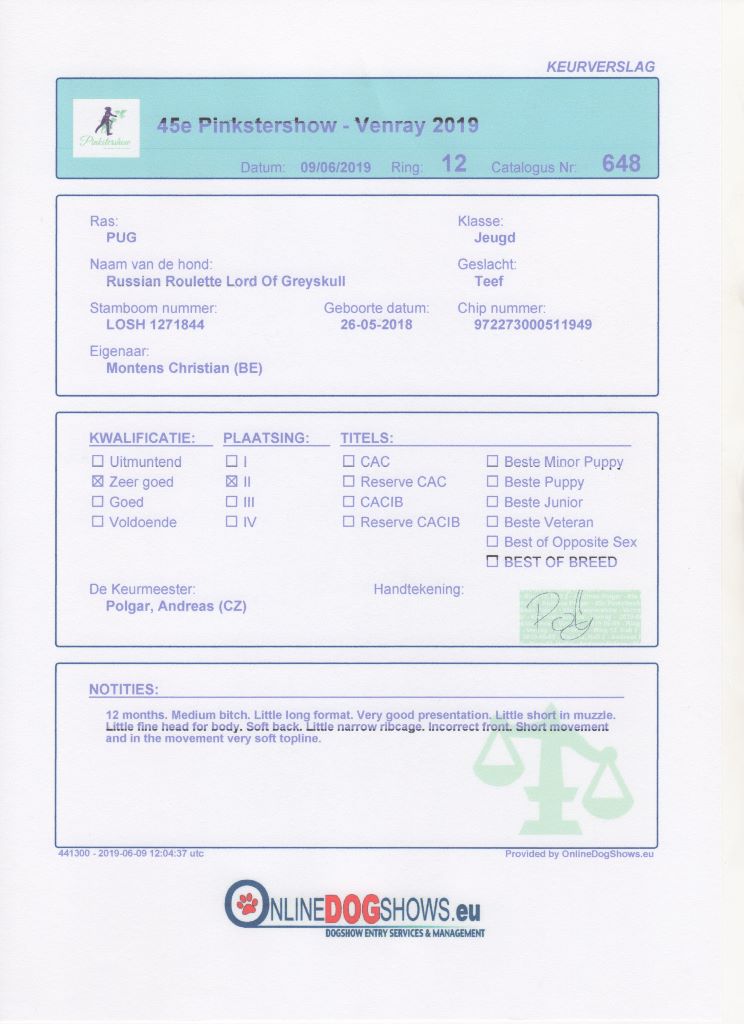 KEURVERSLAG
Pinkstershow
45e Pinkstershow - Venray 2019
Datum: 09/06/2019 Ring: 12 Catalogus Nr: 648
Ras: Klasse:
PUG Jeugd
Naam van de hond: Geslacht:
Russian Roulette Lord Of Greyskull Teef
Stamboom nummer: Geboorte datum: Chip nummer:
LOSH 1271844 26-05-2018 972273000511949
Eigenaar:
Montens Christian (BE)
KWALIFICATIE: PLAATSING: TITELS:
☐ Uitmuntend ☐ I ☐ CAC ☐ Beste Minor Puppy
☒ Zeer goed ☒ II ☐ Reserve CAC ☐ Beste Puppy
☐ Goed ☐ III ☐ CACIB ☐ Beste Junior
☐ Voldoende ☐ IV ☐ Reserve CACIB ☐ Beste Veteran
☐ Best of Opposite Sex
☐ BEST OF BREED
De Keurmeester: Handtekening:
Polgar, Andreas (CZ)
NOTITIES:
12 months. Medium bitch. Little long format. Very good presentation. Little short in muzzle.
Little fine head for body. Soft back. Little narrow ribcage. Incorrect front. Short movement
and in the movement very soft topline.
441300 - 2019-06-09 12:04:37 utc Provided by OnlineDogShows.eu
ONLINEDOGSHOWS.eu
DOGSHOW ENTRY SERVICES & MANAGEMENT